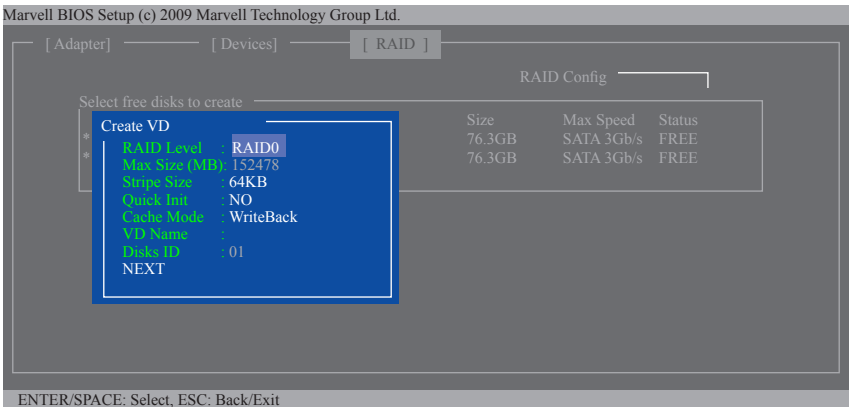 Marvell BIOS Setup (c) 2009 Marvell Technology Group Ltd.
[ Adapter] [ Devices] [ RAID ]
RAID Config
Select free disks to create
Size Max Speed Status
* 76.3GB SATA 3Gb/s FREE
* 76.3GB SATA 3Gb/s FREE
Create VD
RAID Level : RAID0
Max Size (MB): 152478
Stripe Size : 64KB
Quick Init : NO
Cache Mode : WriteBack
VD Name :
Disks ID : 01
NEXT
ENTER/SPACE: Select, ESC: Back/Exit